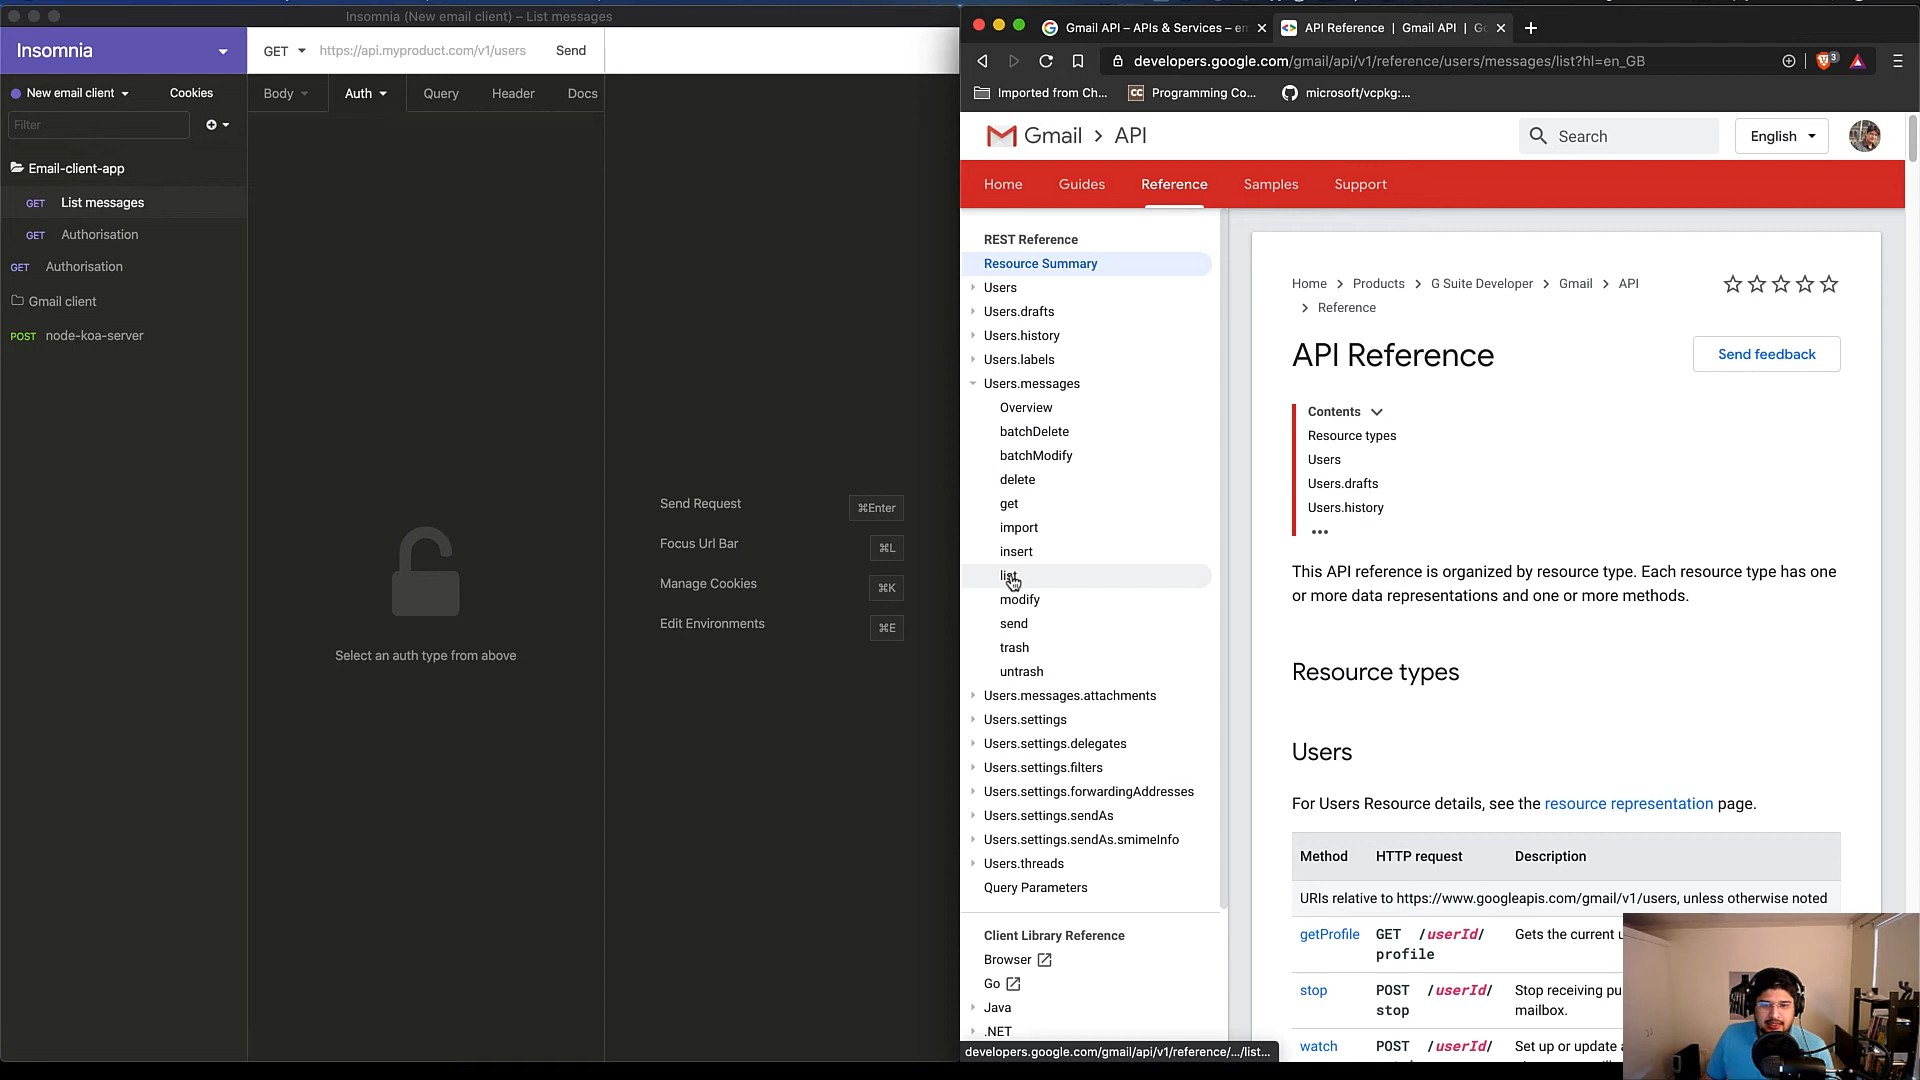 Insomnia (New email client) – List messages
Insomnia
GET https://api.myproduct.com/v1/users Send
New email client Cookies
Body Auth Query Header Docs
Filter
Email-client-app
GET List messages
GET Authorisation
GET Authorisation
Gmail client
POST node-koa-server
Select an auth type from above
Send Request ⌘Enter
Focus Url Bar ⌘L
Manage Cookies ⌘K
Edit Environments ⌘E
Gmail API – APIs & Services – en
API Reference | Gmail API | Go
developers.google.com/gmail/api/v1/reference/users/messages/list?hl=en_GB
3
Imported from Ch... CC Programming Co... microsoft/vcpkg:...
Gmail > API
Search
English
Home Guides Reference Samples Support
REST Reference
Resource Summary
Users
Users.drafts
Users.history
Users.labels
Users.messages
Overview
batchDelete
batchModify
delete
get
import
insert
list
modify
send
trash
untrash
Users.messages.attachments
Users.settings
Users.settings.delegates
Users.settings.filters
Users.settings.forwardingAddresses
Users.settings.sendAs
Users.settings.sendAs.smimeInfo
Users.threads
Query Parameters
Client Library Reference
Browser
Go
Java
.NET
developers.google.com/gmail/api/v1/reference/.../list...
Home > Products > G Suite Developer > Gmail > API
> Reference
API Reference
Send feedback
Contents
Resource types
Users
Users.drafts
Users.history
•••
This API reference is organized by resource type. Each resource type has one
or more data representations and one or more methods.
Resource types
Users
For Users Resource details, see the resource representation page.
Method HTTP request Description
URIs relative to https://www.googleapis.com/gmail/v1/users, unless otherwise noted
getProfile GET /userId/ Gets the current u
profile
stop POST /userId/ Stop receiving pu
stop mailbox.
watch POST /userId/ Set up or update a